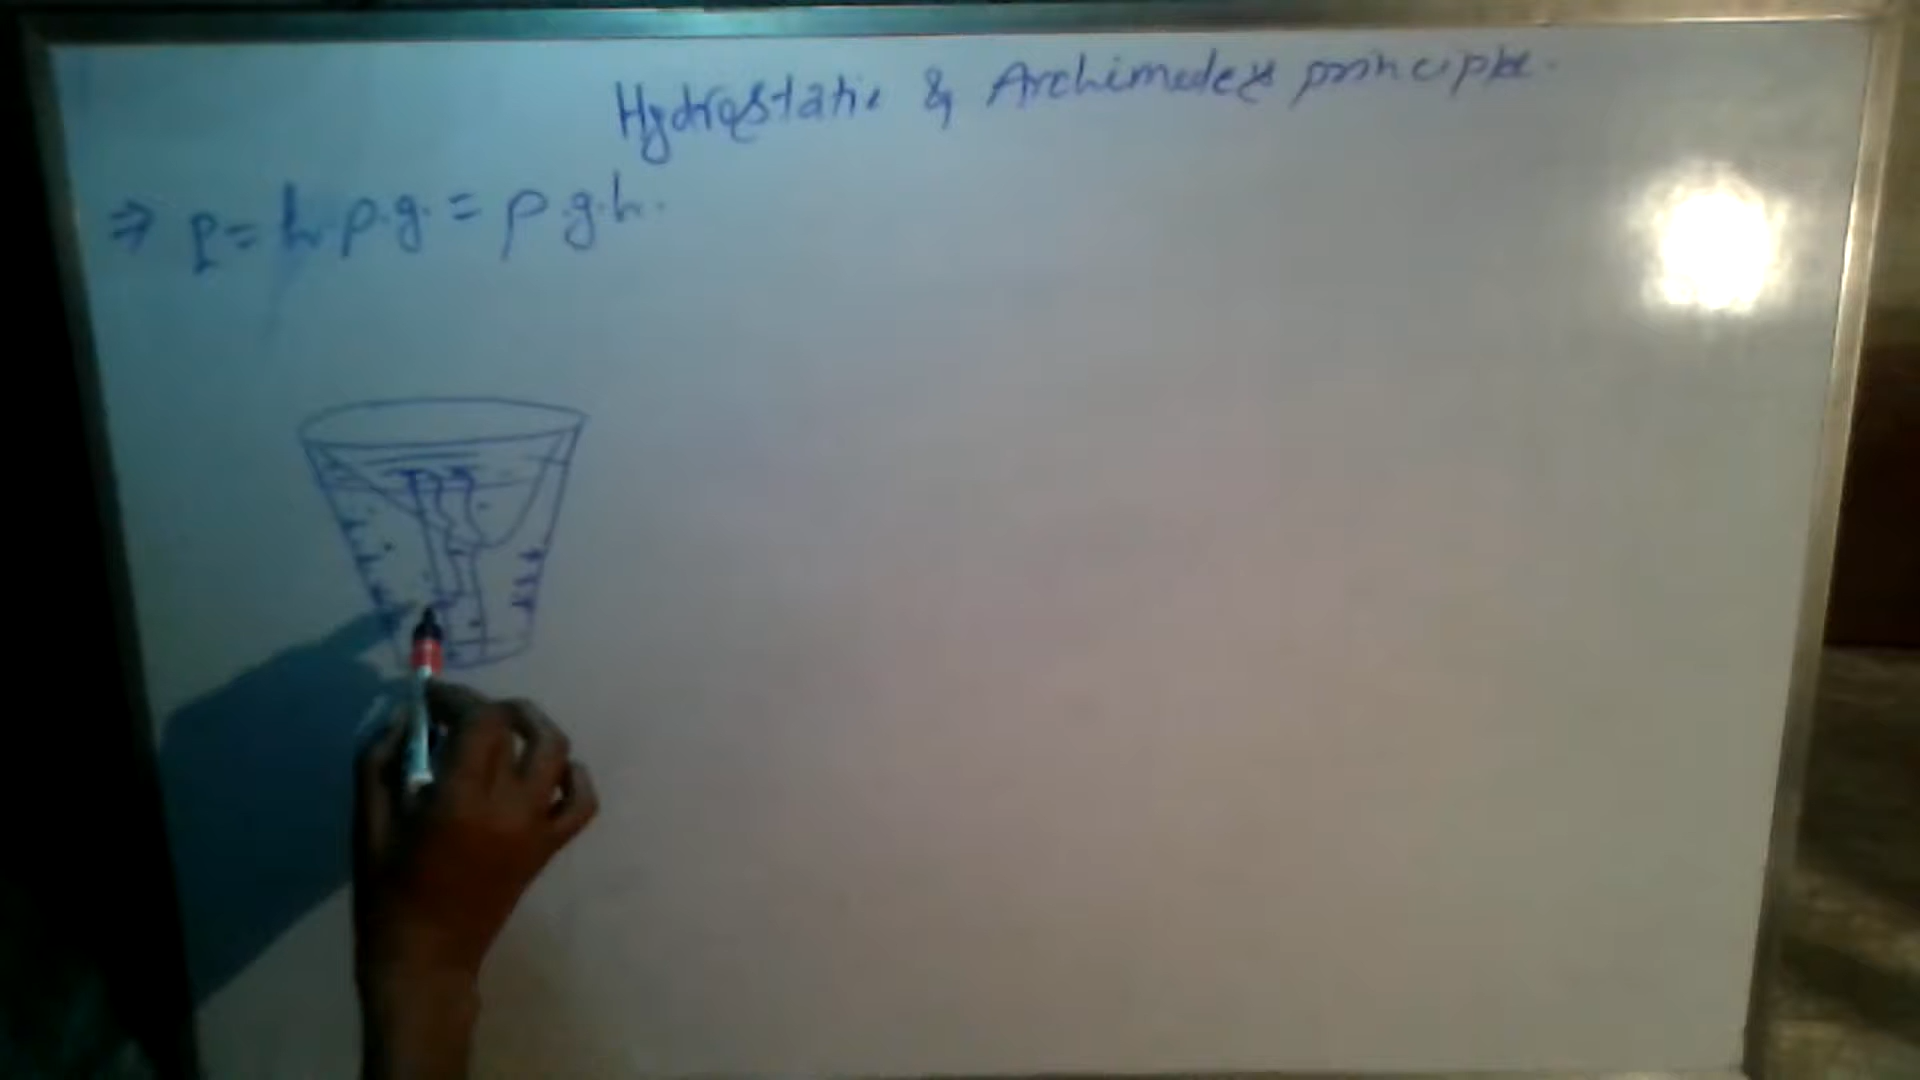 Hydrostatic & Archimedes principle.
⇒ P = h.ρ.g. = ρ.g.h.